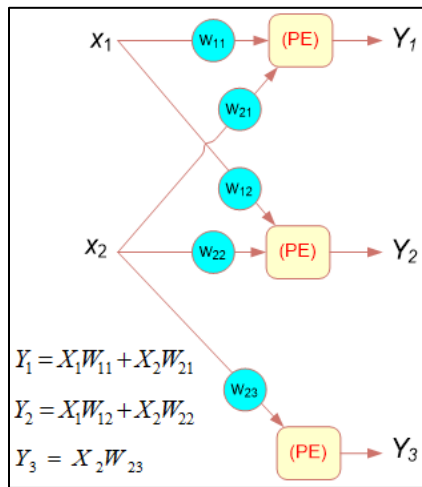 x₁ W₁₁ (PE) Y₁
W₂₁
W₁₂
x₂ W₂₂ (PE) Y₂
Y₁ = X₁W₁₁ + X₂W₂₁
W₂₃
Y₂ = X₁W₁₂ + X₂W₂₂
Y₃ = X₂W₂₃
(PE) Y₃